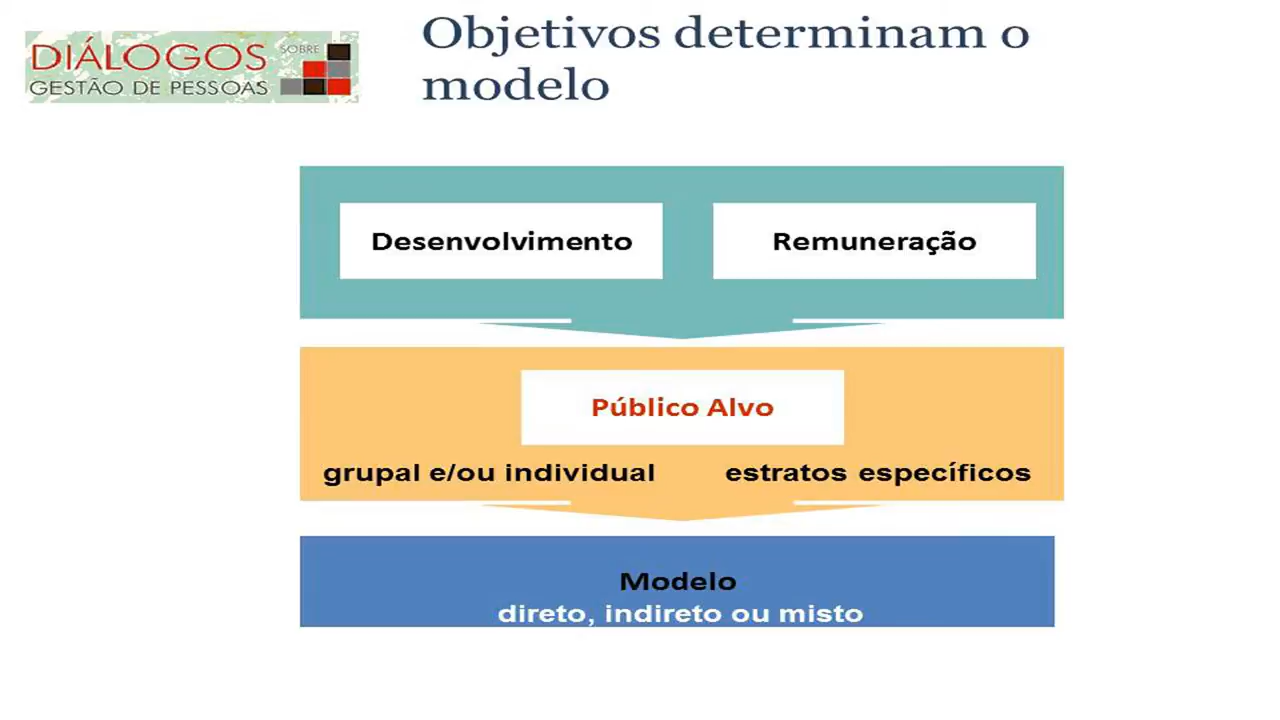 DIÁLOGOS SOBRE
GESTÃO DE PESSOAS
Objetivos determinam o
modelo
Desenvolvimento
Remuneração
Público Alvo
grupal e/ou individual
estratos específicos
Modelo
direto, indireto ou misto